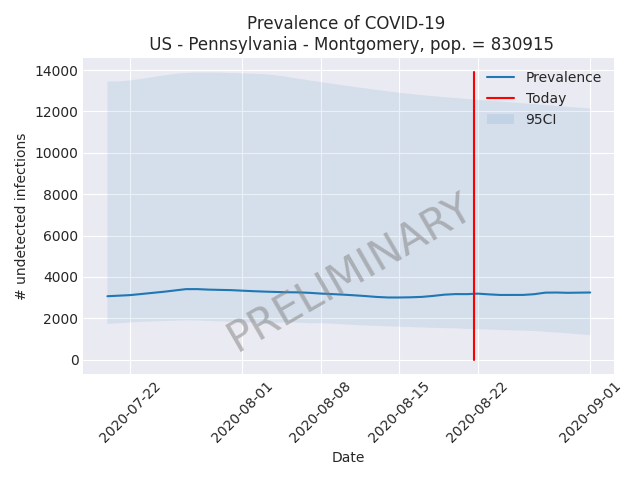 Prevalence of COVID-19
US - Pennsylvania - Montgomery, pop. = 830915
14000
12000
10000
8000
6000
4000
2000
0
# undetected infections
Prevalence
Today
95CI
PRELIMINARY
2020-07-22
2020-08-01
2020-08-08
2020-08-15
2020-08-22
2020-09-01
Date